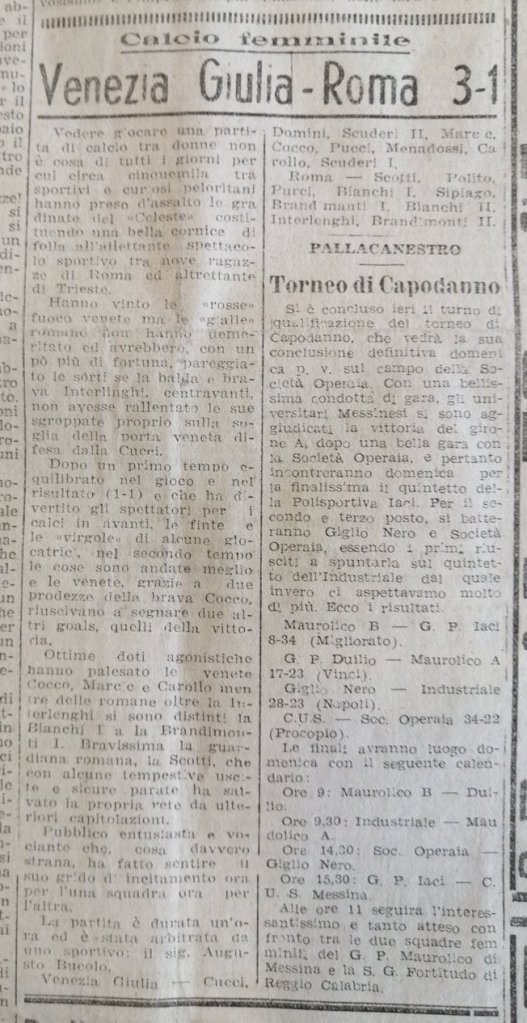 Calcio femminile
Venezia Giulia - Roma 3-1
Vedere g'ocare una parti-
ta di calcio tra donne non
è cosa di tutti i giorni per
cui circa cinquemila tra
sportivi e cur'osi peloritani
hanno preso d'assalto le gra
dinate del «Celeste» costi-
tuendo una bella cornice di
folla all'allettante spettaco-
lo sportivo tra nove ragaz-
ze di Roma ed altrettante
di Trieste.
Hanno vinto le «rosse»
fuoco venete ma le «g'alle»
romane non hanno deme-
ritato ed avrebbero, con un
pò più di fortuna, pareggia-
to le sorti se la balda e bra-
va Interlinghi, centravanti,
non avesse rallentato le sue
sgroppate proprio sulla so-
glia della porta veneta di-
fesa dalla Cucci.
Dopo un primo tempo e-
quilibrato nel gioco e nel
risultato (1-1) e che ha di-
vertito gli spettatori per i
calci in avanti, le finte e
le «virgole» di alcune gio-
catric', nel secondo tempo
le cose sono andate meglio
e le venete, grazie a due
prodezze della brava Cocco,
riuscivano a segnare due al-
tri goals, quelli della vitto-
ria.
Ottime doti agonistiche
hanno palesato le venete
Cocco, Marc'c e Carollo men
tre delle romane oltre la In-
terlenghi si sono distinti la
Bianchi I a la Brandimon-
ti I. Bravissima la guar-
diana romana, la Scotti, che
con alcune tempestive usci-
te e sicure parate ha sal-
vato la propria rete da ulte-
riori capitolazioni.
Pubblico entusiasta e vo-
ciante che, cosa davvero
strana, ha fatto sentire il
suo grido d'incitamento ora
per l'una squadra ora per
l'altra.
La partita è durata un'o-
ra ed è stata arbitrata da
uno sportivo: il sig. Augu-
sto Bucolo.
Venezia Giulia — Cucci,
Domini, Scuderi II, Marc'c,
Cocco, Pucci, Menadossi, Ca
rollo, Scuderi I.
Roma — Scotti, Polito,
Purci, Bianchi I, Sipiago,
Brand'manti I, Bianchi II,
Interlenghi, Brand'monti II.
PALLACANESTRO
Torneo di Capodanno
Si è concluso ieri il turno di
qualificazione del torneo di
Capodanno, che vedrà la sua
conclusione definitiva domeni
ca p. v. sul campo della So-
cietà Operaia. Con una bellis-
sima condotta di gara, gli uni-
versitari Messinesi si sono ag-
giudicati la vittoria del giro-
ne A, dopo una bella gara con
la Società Operaia, e pertanto
incontreranno domenica per
la finalissima il quintetto del-
la Polisportiva Iaci. Per il se-
condo e terzo posto, si batte-
ranno Giglio Nero e Società
Operaia, essendo i primi riu-
sciti a spuntarla sul quintet-
to dell'Industriale dal quale
invero ci aspettavamo molto
di più. Ecco i risultati.
Maurolico B — G. P. Iaci
8-34 (Migliorato).
G. P. Duilio — Maurolico A
17-23 (Vinci).
Giglio Nero — Industriale
28-23 (Napoli).
C.U.S. — Soc. Operaia 34-22
(Procopio).
Le finali avranno luogo do-
menica con il seguente calen-
dario:
Ore 9: Maurolico B — Dui-
lio.
Ore 9,30: Industriale — Mau
dolico A.
Ore 14,30: Soc. Operaia —
Giglio Nero.
Ore 15,30: G. P. Iaci — C.
U. S. Messina.
Alle ore 11 seguirà l'interes-
santissimo e tanto atteso con-
fronto tra le due squadre fem
minili, del G. P. Maurolico di
Messina e la S. G. Fortitudo di
Reggio Calabria.